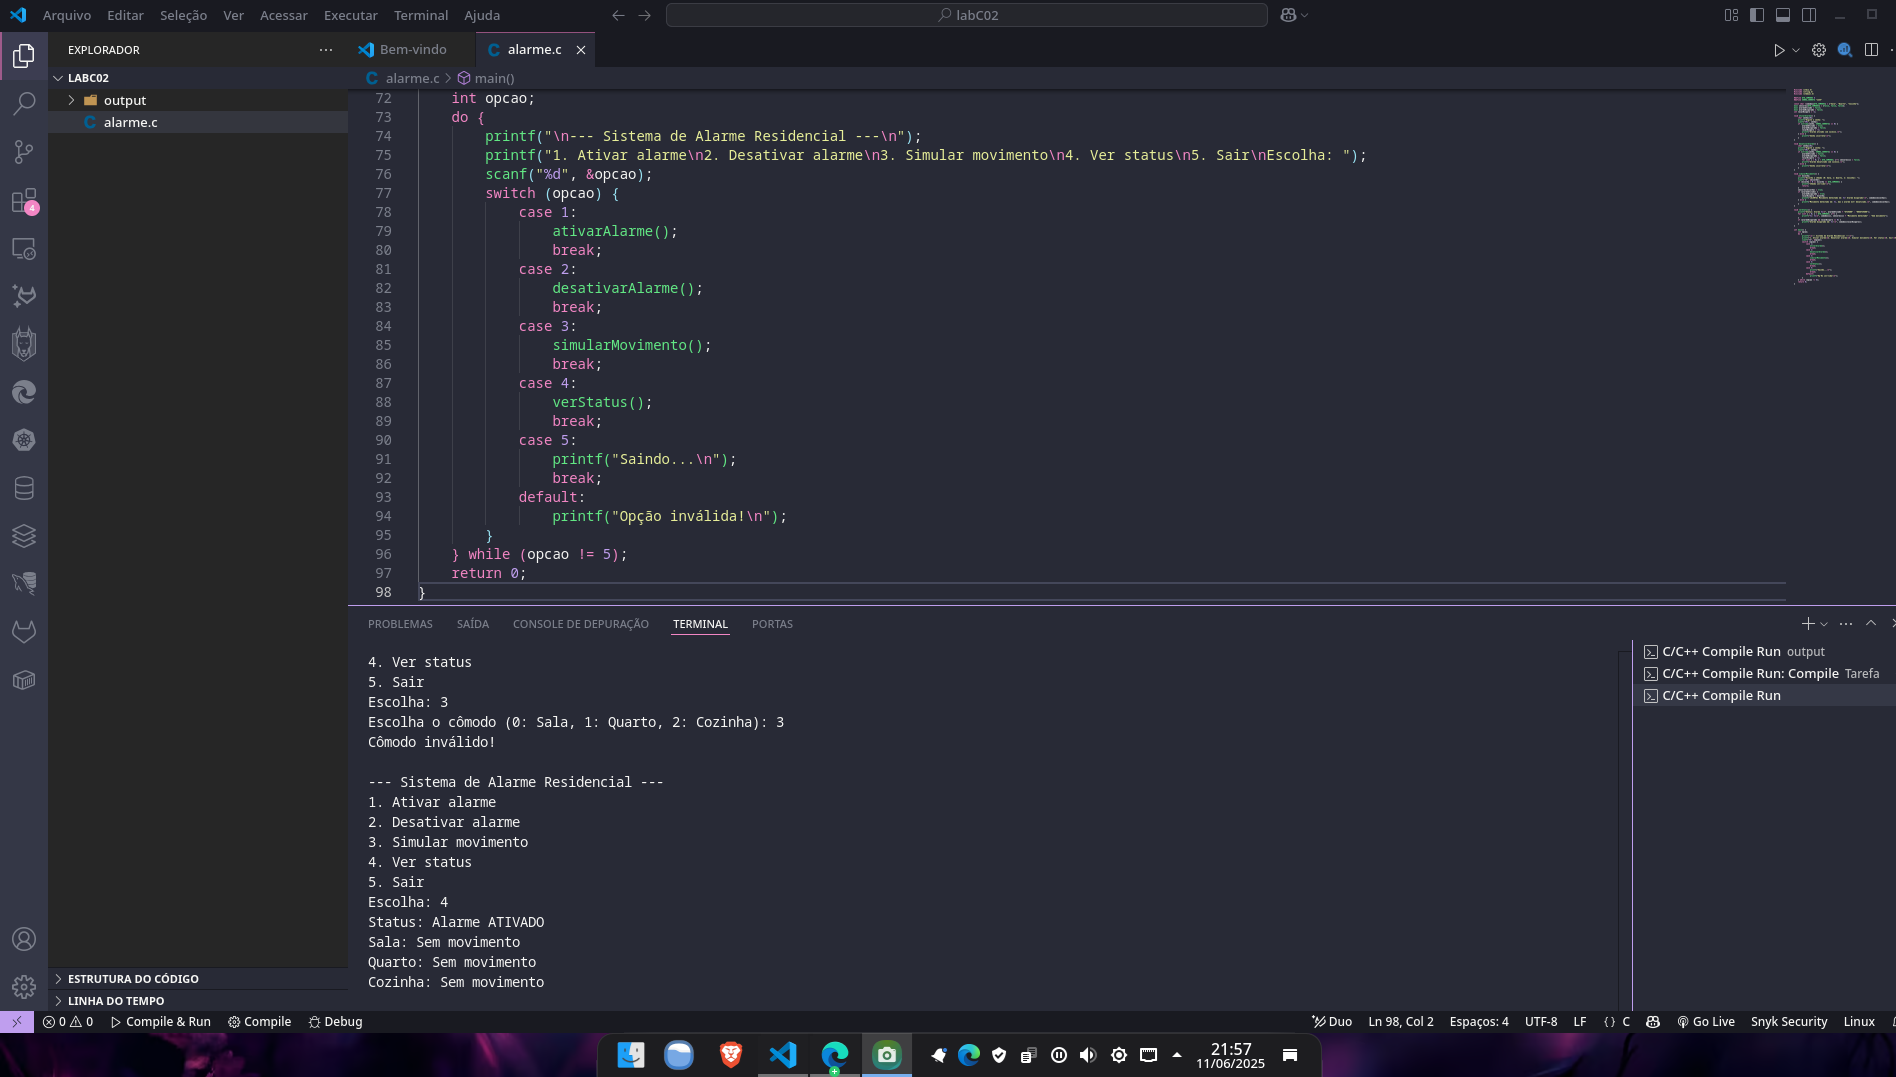 Arquivo Editar Seleção Ver Acessar Executar Terminal Ajuda
labC02
EXPLORADOR
Bem-vindo
C alarme.c
LABC02
C alarme.c > main()
output
C alarme.c
72 int opcao;
73 do {
74 printf("\n--- Sistema de Alarme Residencial ---\n");
75 printf("1. Ativar alarme\n2. Desativar alarme\n3. Simular movimento\n4. Ver status\n5. Sair\nEscolha: ");
76 scanf("%d", &opcao);
77 switch (opcao) {
78 case 1:
79 ativarAlarme();
80 break;
81 case 2:
82 desativarAlarme();
83 break;
84 case 3:
85 simularMovimento();
86 break;
87 case 4:
88 verStatus();
89 break;
90 case 5:
91 printf("Saindo...\n");
92 break;
93 default:
94 printf("Opção inválida!\n");
95 }
96 } while (opcao != 5);
97 return 0;
98 }
4
PROBLEMAS SAÍDA CONSOLE DE DEPURAÇÃO TERMINAL PORTAS
4. Ver status
5. Sair
Escolha: 3
Escolha o cômodo (0: Sala, 1: Quarto, 2: Cozinha): 3
Cômodo inválido!
--- Sistema de Alarme Residencial ---
1. Ativar alarme
2. Desativar alarme
3. Simular movimento
4. Ver status
5. Sair
Escolha: 4
Status: Alarme ATIVADO
Sala: Sem movimento
Quarto: Sem movimento
Cozinha: Sem movimento
C/C++ Compile Run output
C/C++ Compile Run: Compile Tarefa
C/C++ Compile Run
ESTRUTURA DO CÓDIGO
LINHA DO TEMPO
0 0 Compile & Run Compile Debug
Duo Ln 98, Col 2 Espaços: 4 UTF-8 LF {} C Go Live Snyk Security Linux
21:57
11/06/2025